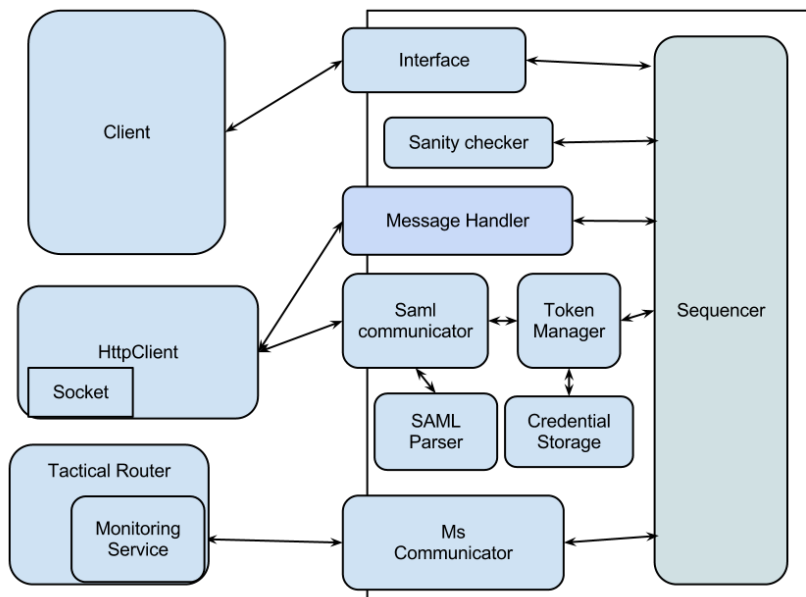 Interface
Client
Sanity checker
Message Handler
Saml
communicator
Token
Manager
Sequencer
HttpClient
Socket
SAML
Parser
Credential
Storage
Tactical Router
Monitoring
Service
Ms
Communicator